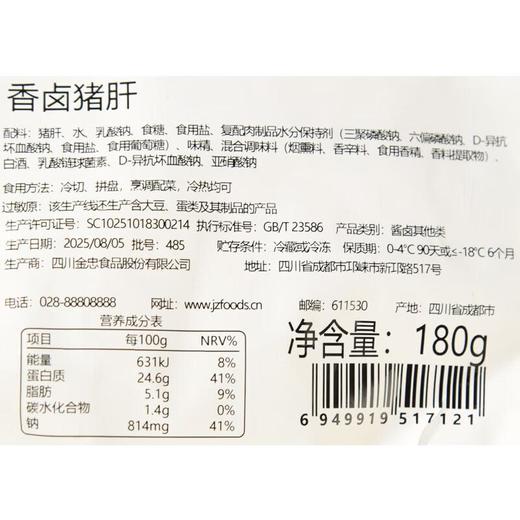 香卤猪肝
配料：猪肝、水、乳酸钠、食糖、食用盐、复配肉制品水分保持剂（三聚磷酸钠、六偏磷酸钠、D-异抗
坏血酸钠、食用盐、食用葡萄糖）、味精、混合调味料（烟熏料、香辛料、食用香精、香料提取物）、
白酒、乳酸链球菌素、D-异抗坏血酸钠、亚硝酸钠
食用方法：冷切、拼盘，烹调配菜，冷热均可
过敏原：该生产线还生产含大豆、蛋类及其制品的产品
生产许可证号：SC10251018300214 执行标准号：GB/T 23586 产品类别：酱卤其他类
生产日期：2025/08/05 批号：485 贮存条件：冷藏或冷冻 保质期：0-4℃ 90天或≤-18℃ 6个月
生产商：四川金忠食品股份有限公司 地址：四川省成都市邛崃市新邛路517号
电话：028-88808888 网址：www.jzfoods.cn 邮编：611530 产地：四川省成都市
营养成分表
项目 每100g NRV%
能量 631kJ 8%
蛋白质 24.6g 41%
脂肪 5.1g 9%
碳水化合物 1.4g 0%
钠 814mg 41%
净含量：180g
6 949919 517121